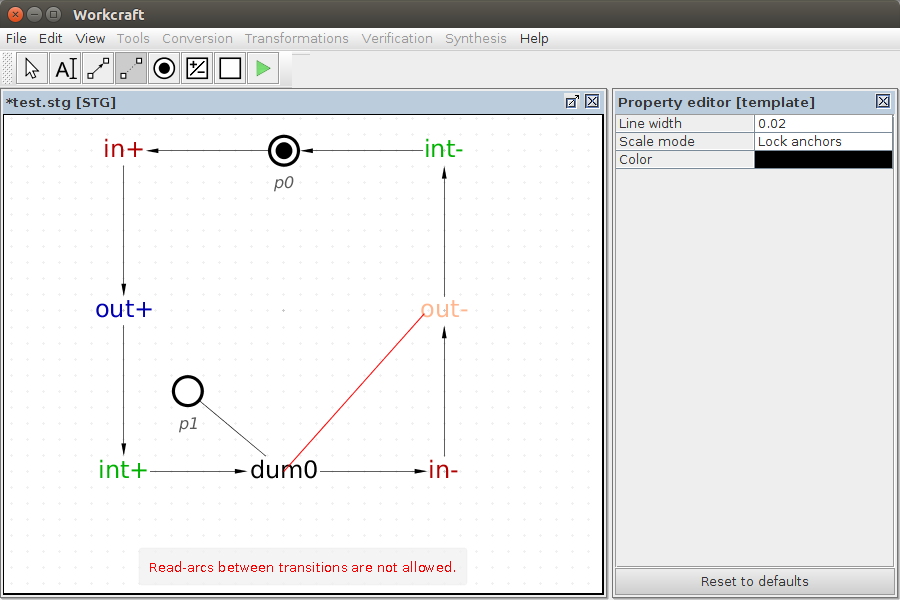 Workcraft
File Edit View Tools Conversion Transformations Verification Synthesis Help
*test.stg [STG]
in+
p0
int-
out+
out-
p1
int+
dum0
in-
Read-arcs between transitions are not allowed.
Property editor [template]
Line width 0.02
Scale mode Lock anchors
Color
Reset to defaults